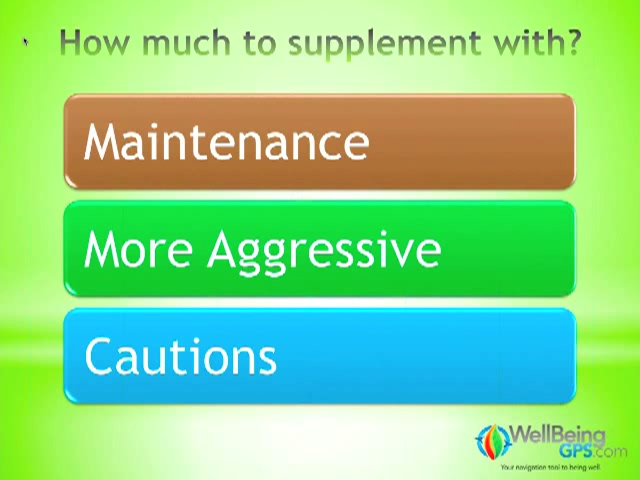 How much to supplement with?
Maintenance
More Aggressive
Cautions
WellBeing
GPS.com
Your navigation tool to being well.